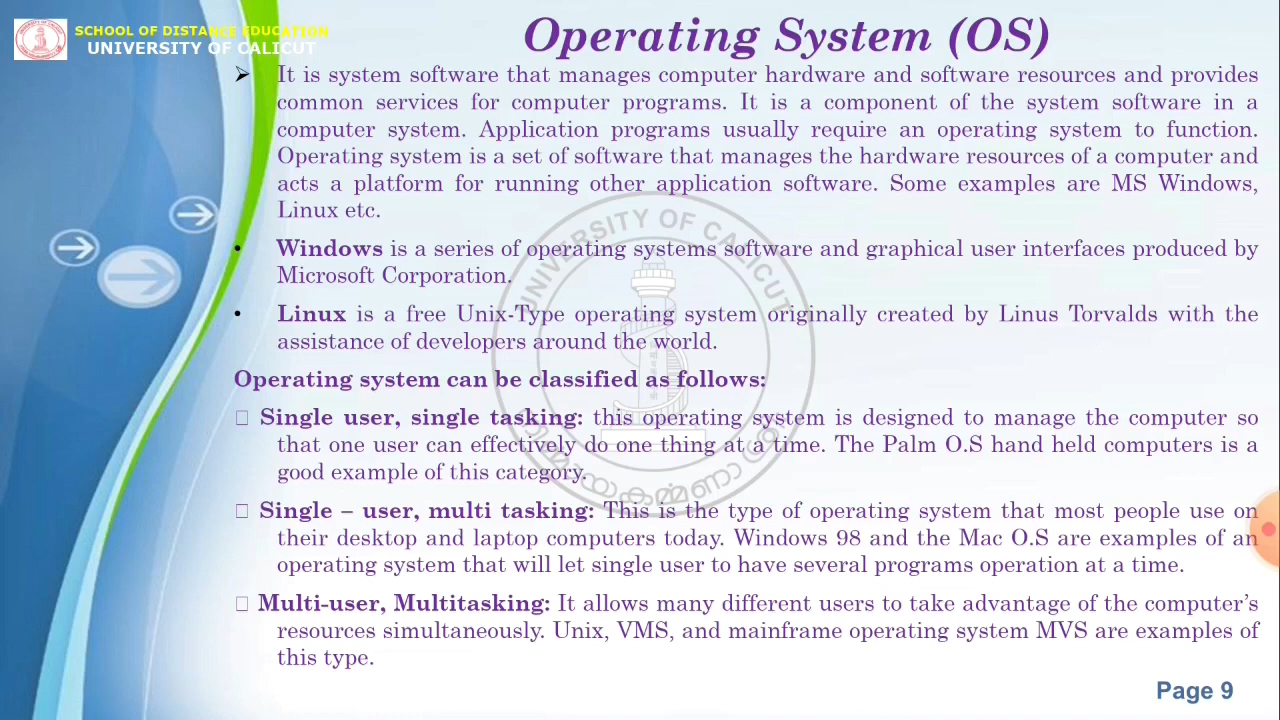 SCHOOL OF DISTANCE EDUCATION
UNIVERSITY OF CALICUT
Operating System (OS)
➢ It is system software that manages computer hardware and software resources and provides
common services for computer programs. It is a component of the system software in a
computer system. Application programs usually require an operating system to function.
Operating system is a set of software that manages the hardware resources of a computer and
acts a platform for running other application software. Some examples are MS Windows,
Linux etc.
• Windows is a series of operating systems software and graphical user interfaces produced by
Microsoft Corporation.
• Linux is a free Unix-Type operating system originally created by Linus Torvalds with the
assistance of developers around the world.
Operating system can be classified as follows:
□ Single user, single tasking: this operating system is designed to manage the computer so
that one user can effectively do one thing at a time. The Palm O.S hand held computers is a
good example of this category.
□ Single – user, multi tasking: This is the type of operating system that most people use on
their desktop and laptop computers today. Windows 98 and the Mac O.S are examples of an
operating system that will let single user to have several programs operation at a time.
□ Multi-user, Multitasking: It allows many different users to take advantage of the computer’s
resources simultaneously. Unix, VMS, and mainframe operating system MVS are examples of
this type.
UNIVERSITY OF CALICUT
Page 9